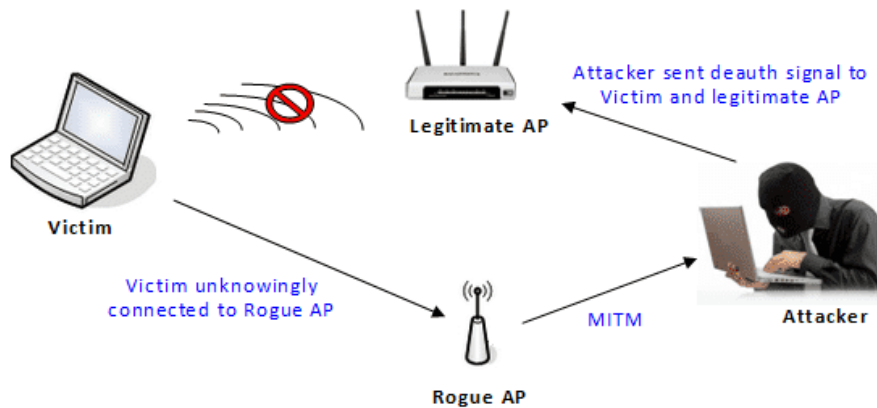 Attacker sent deauth signal to
Victim and legitimate AP
Legitimate AP
Victim
Victim unknowingly
connected to Rogue AP
MITM
Attacker
Rogue AP